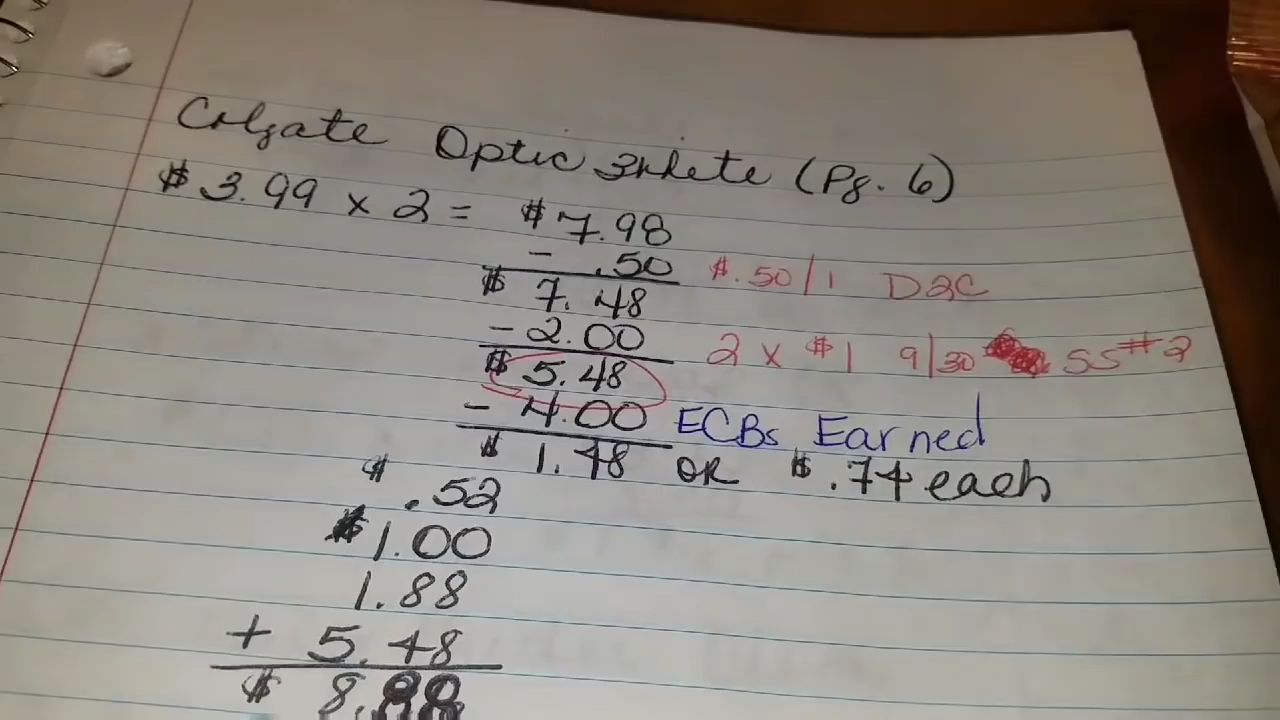 Colgate Optic White (Pg. 6)
$3.99 x 2 = $7.98
- .50 $.50/1 D2C
$ 7.48
- 2.00 2 x $1 9/30 SS#2
$ 5.48
- 4.00 ECBs Earned
$ 1.48 OR $.74 each
$ .52
$1.00
1.88
+ 5.48
$ 8.88